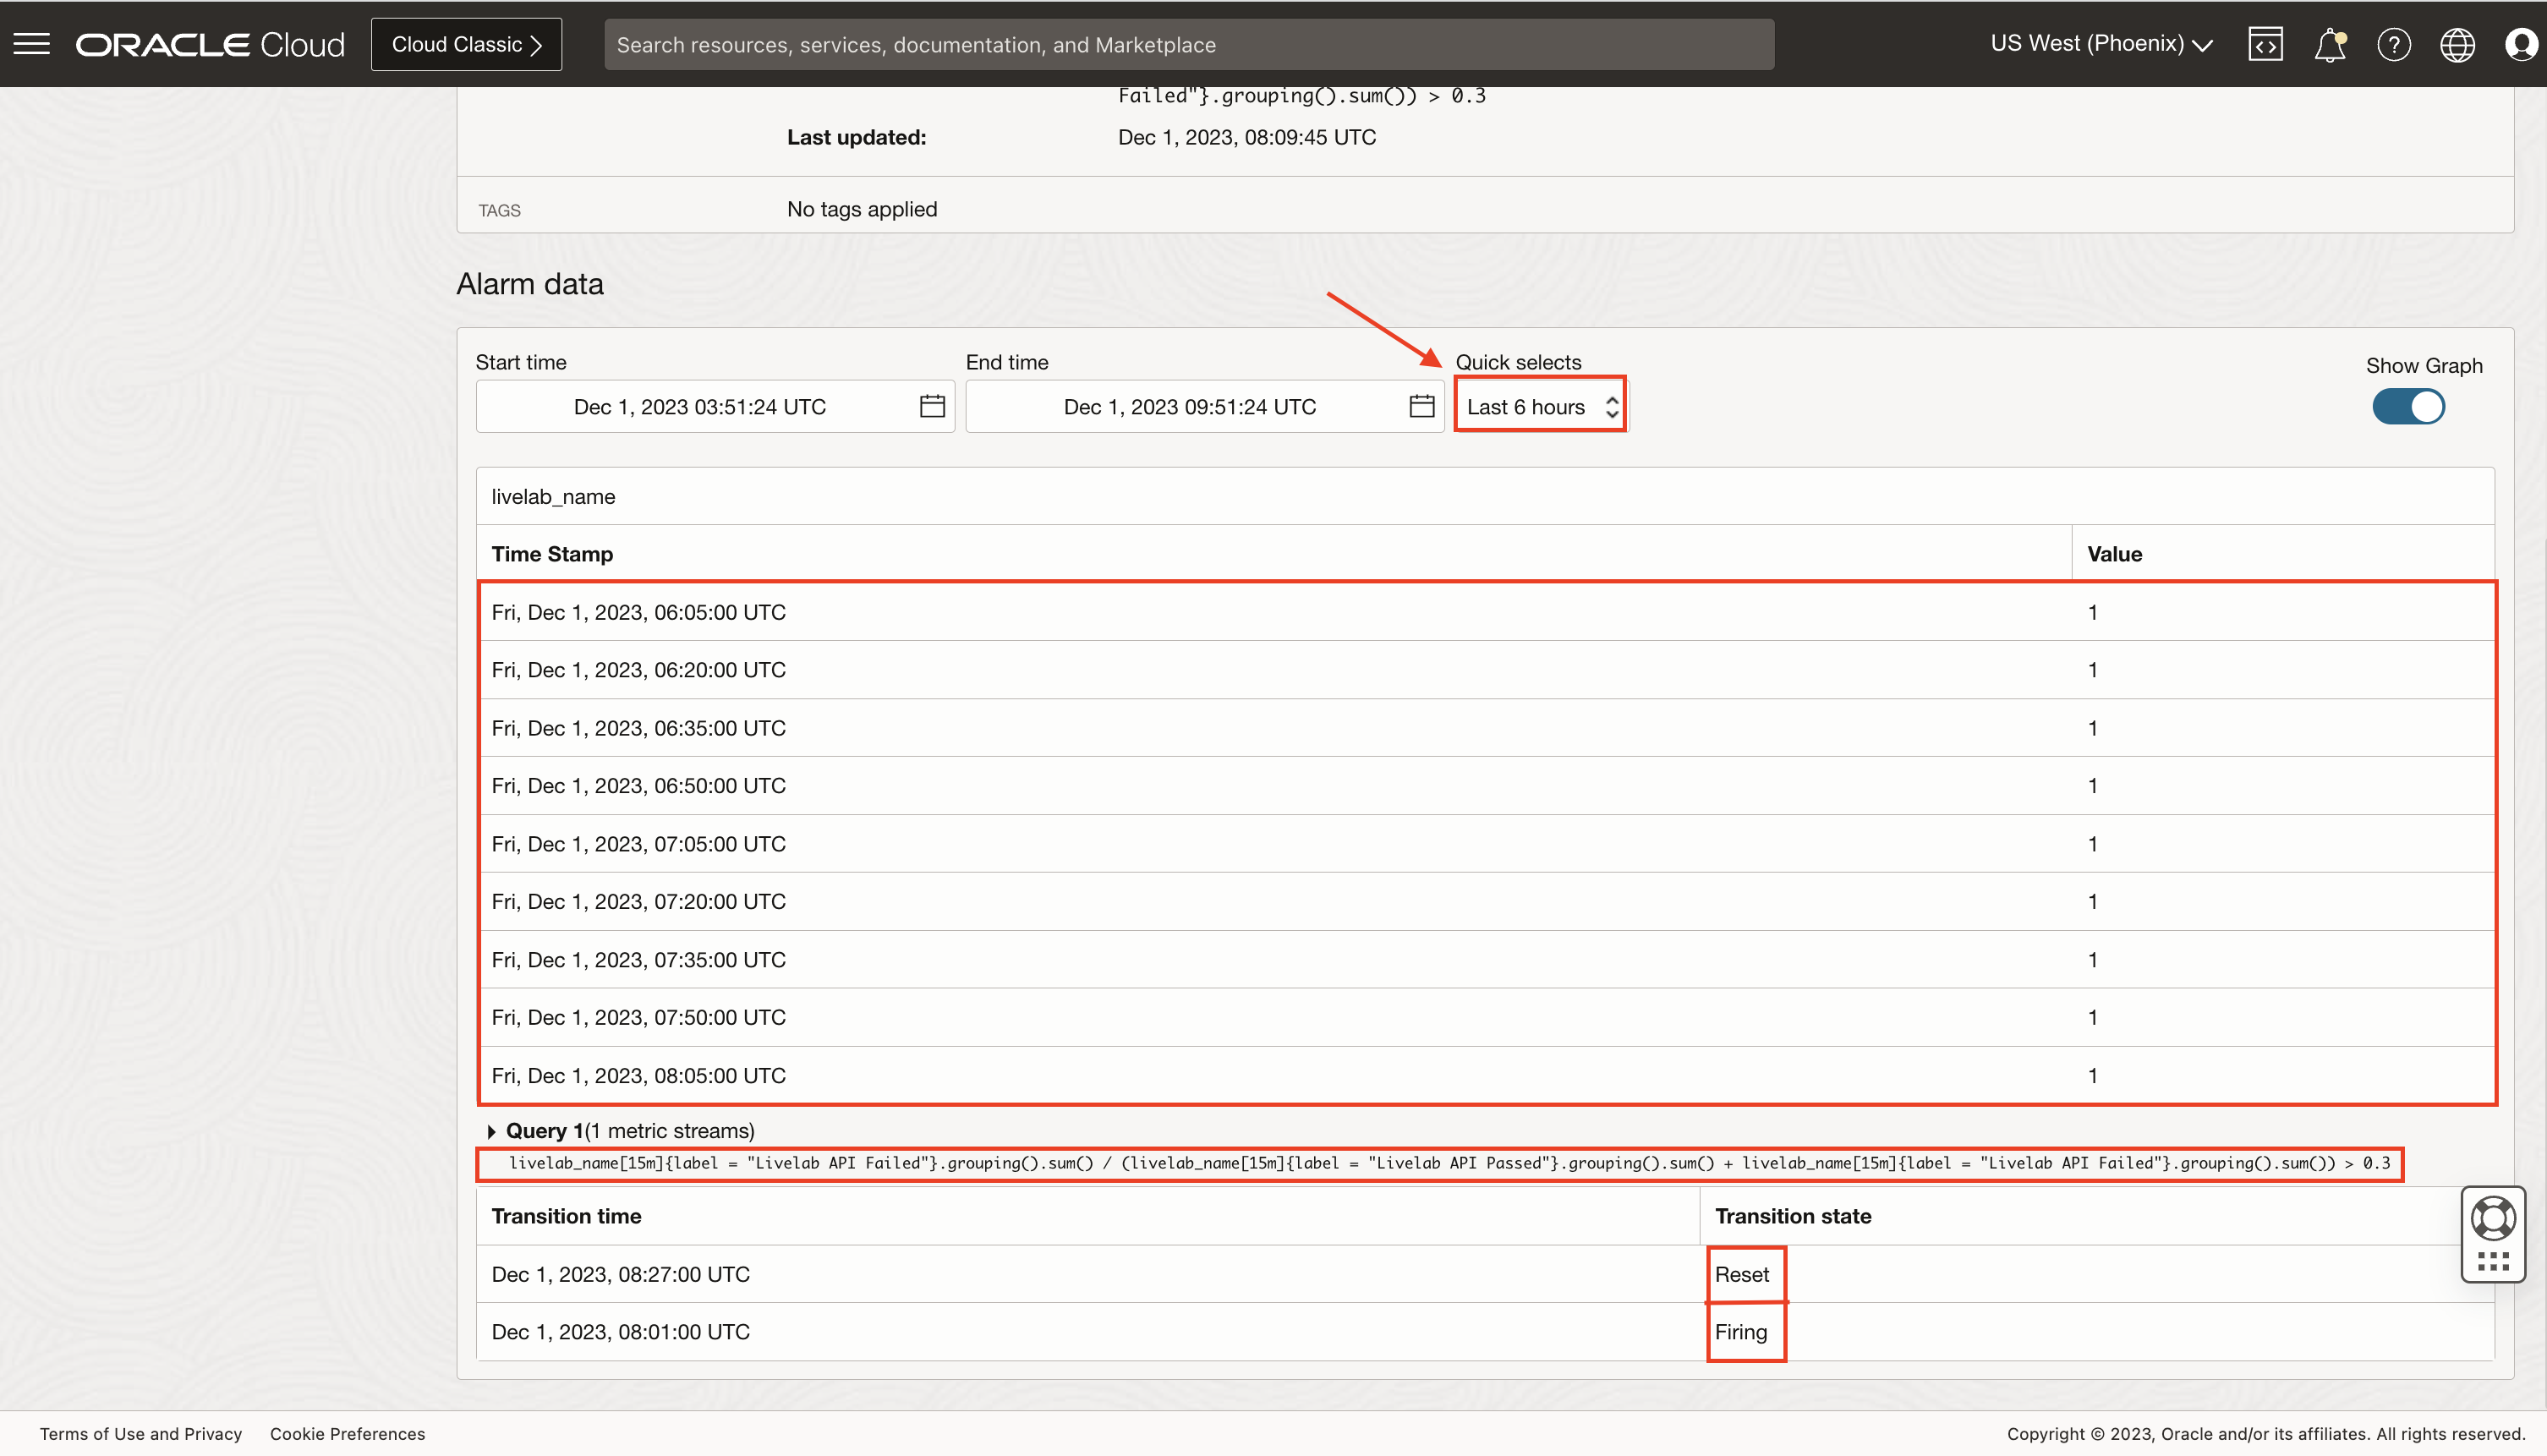 ORACLE Cloud Cloud Classic Search resources, services, documentation, and Marketplace US West (Phoenix)
Failed"}.grouping().sum()) > 0.3
Last updated: Dec 1, 2023, 08:09:45 UTC
TAGS No tags applied
Alarm data
Start time End time Quick selects Show Graph
Dec 1, 2023 03:51:24 UTC Dec 1, 2023 09:51:24 UTC Last 6 hours
livelab_name
Time Stamp Value
Fri, Dec 1, 2023, 06:05:00 UTC 1
Fri, Dec 1, 2023, 06:20:00 UTC 1
Fri, Dec 1, 2023, 06:35:00 UTC 1
Fri, Dec 1, 2023, 06:50:00 UTC 1
Fri, Dec 1, 2023, 07:05:00 UTC 1
Fri, Dec 1, 2023, 07:20:00 UTC 1
Fri, Dec 1, 2023, 07:35:00 UTC 1
Fri, Dec 1, 2023, 07:50:00 UTC 1
Fri, Dec 1, 2023, 08:05:00 UTC 1
Query 1(1 metric streams)
livelab_name[15m]{label = "Livelab API Failed"}.grouping().sum() / (livelab_name[15m]{label = "Livelab API Passed"}.grouping().sum() + livelab_name[15m]{label = "Livelab API Failed"}.grouping().sum()) > 0.3
Transition time Transition state
Dec 1, 2023, 08:27:00 UTC Reset
Dec 1, 2023, 08:01:00 UTC Firing
Terms of Use and Privacy Cookie Preferences Copyright © 2023, Oracle and/or its affiliates. All rights reserved.